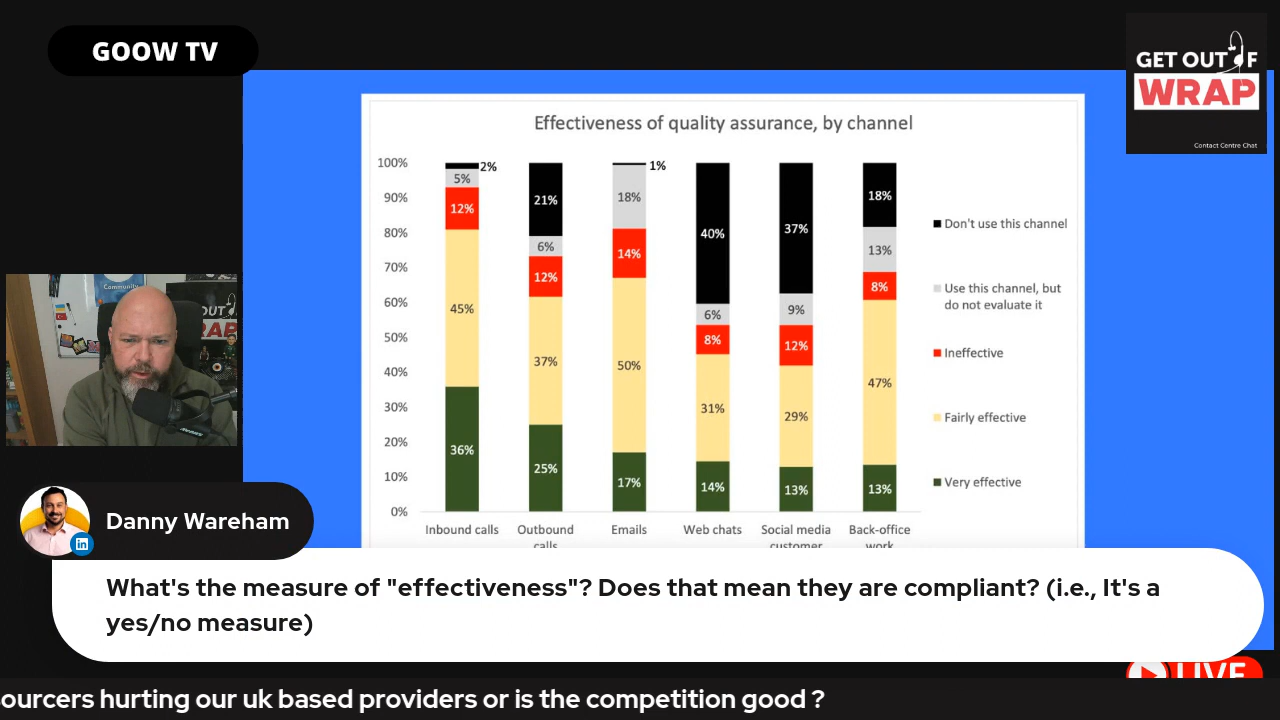 GOOW TV
GET OUT OF
WRAP
Contact Centre Chat
Effectiveness of quality assurance, by channel
100%
90%
80%
70%
60%
50%
40%
30%
20%
10%
0%
2%
5%
12%
45%
36%
21%
6%
12%
37%
25%
1%
18%
14%
50%
17%
40%
6%
8%
31%
14%
37%
9%
12%
29%
13%
18%
13%
8%
47%
13%
Inbound calls
Outbound
calls
Emails
Web chats
Social media
customer
Back-office
work
Don't use this channel
Use this channel, but
do not evaluate it
Ineffective
Fairly effective
Very effective
Community
Danny Wareham
in
What's the measure of "effectiveness"? Does that mean they are compliant? (i.e., It's a
yes/no measure)
LIVE
ourcers hurting our uk based providers or is the competition good ?